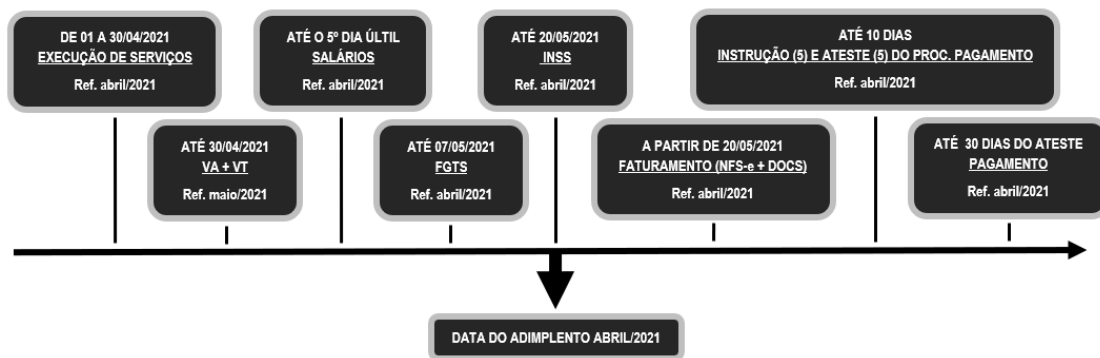 DE 01 A 30/04/2021
EXECUÇÃO DE SERVIÇOS
Ref. abril/2021
ATÉ O 5º DIA ÚLTIL
SALÁRIOS
Ref. abril/2021
ATÉ 20/05/2021
INSS
Ref. abril/2021
ATÉ 10 DIAS
INSTRUÇÃO (5) E ATESTE (5) DO PROC. PAGAMENTO
Ref. abril/2021
ATÉ 30/04/2021
VA + VT
Ref. maio/2021
ATÉ 07/05/2021
FGTS
Ref. abril/2021
A PARTIR DE 20/05/2021
FATURAMENTO (NFS-e + DOCS)
Ref. abril/2021
ATÉ 30 DIAS DO ATESTE
PAGAMENTO
Ref. abril/2021
DATA DO ADIMPLENTO ABRIL/2021